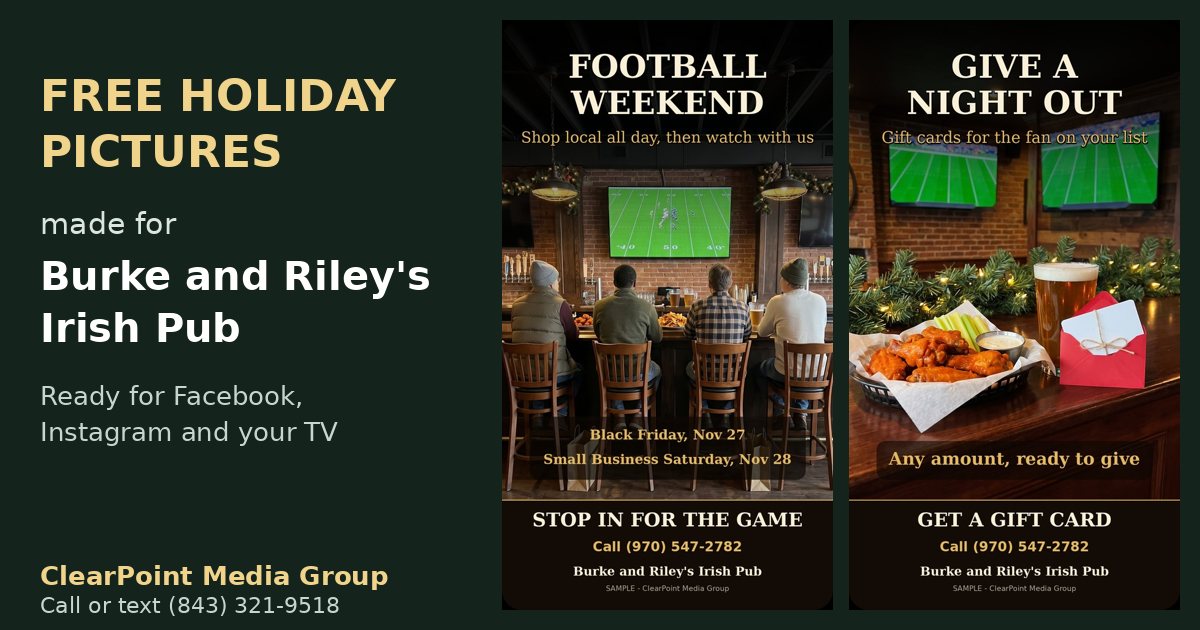 FREE HOLIDAY
PICTURES
made for
Burke and Riley's
Irish Pub
Ready for Facebook,
Instagram and your TV
ClearPoint Media Group
Call or text (843) 321-9518
FOOTBALL
WEEKEND
Shop local all day, then watch with us
Black Friday, Nov 27
Small Business Saturday, Nov 28
STOP IN FOR THE GAME
Call (970) 547-2782
Burke and Riley's Irish Pub
SAMPLE - ClearPoint Media Group
GIVE A
NIGHT OUT
Gift cards for the fan on your list
Any amount, ready to give
GET A GIFT CARD
Call (970) 547-2782
Burke and Riley's Irish Pub
SAMPLE - ClearPoint Media Group